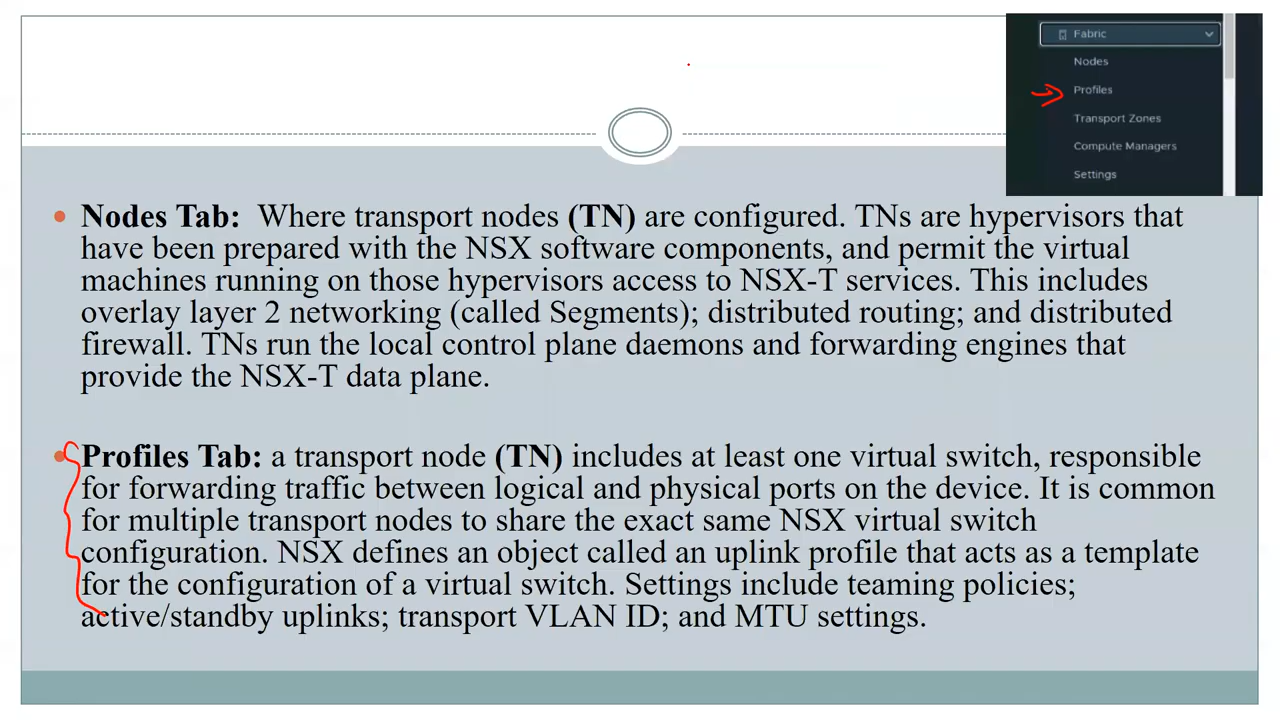 Fabric
Nodes
Profiles
Transport Zones
Compute Managers
Settings
Nodes Tab:  Where transport nodes (TN) are configured. TNs are hypervisors that
have been prepared with the NSX software components, and permit the virtual
machines running on those hypervisors access to NSX-T services. This includes
overlay layer 2 networking (called Segments); distributed routing; and distributed
firewall. TNs run the local control plane daemons and forwarding engines that
provide the NSX-T data plane.
Profiles Tab: a transport node (TN) includes at least one virtual switch, responsible
for forwarding traffic between logical and physical ports on the device. It is common
for multiple transport nodes to share the exact same NSX virtual switch
configuration. NSX defines an object called an uplink profile that acts as a template
for the configuration of a virtual switch. Settings include teaming policies;
active/standby uplinks; transport VLAN ID; and MTU settings.